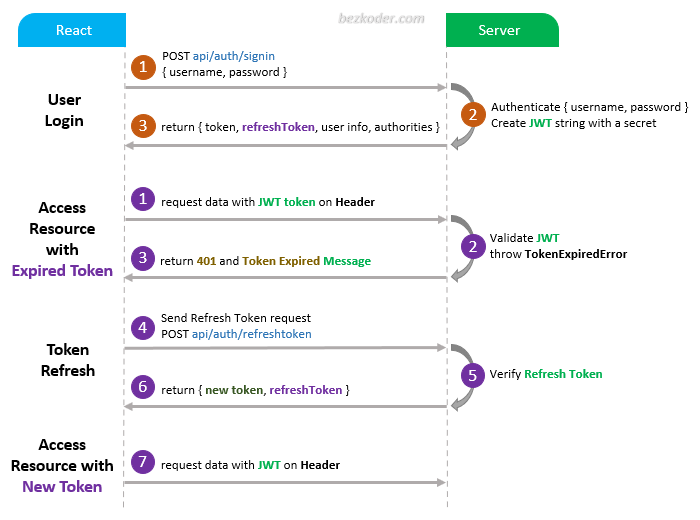 bezkoder.com
React
Server
User
Login
1
POST api/auth/signin
{ username, password }
2
Authenticate { username, password }
Create JWT string with a secret
3
return { token, refreshToken, user info, authorities }
Access
Resource
with
Expired Token
1
request data with JWT token on Header
2
Validate JWT
throw TokenExpiredError
3
return 401 and Token Expired Message
Token
Refresh
4
Send Refresh Token request
POST api/auth/refreshtoken
5
Verify Refresh Token
6
return { new token, refreshToken }
Access
Resource with
New Token
7
request data with JWT on Header